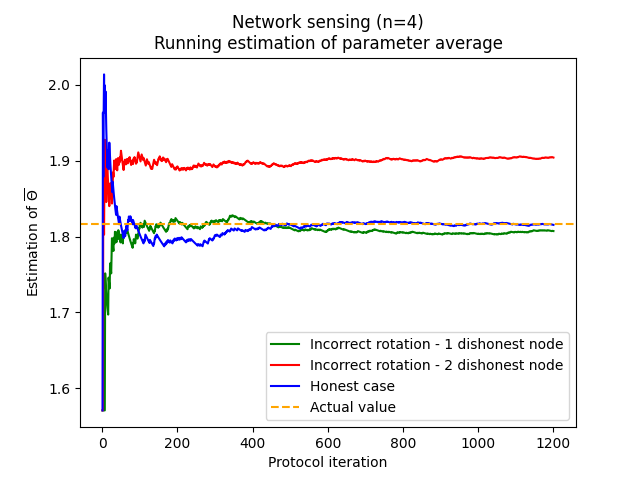 Network sensing (n=4)
Running estimation of parameter average
Estimation of Θ̅
2.0
1.9
1.8
1.7
1.6
Incorrect rotation - 1 dishonest node
Incorrect rotation - 2 dishonest node
Honest case
Actual value
0
200
400
600
800
1000
1200
Protocol iteration